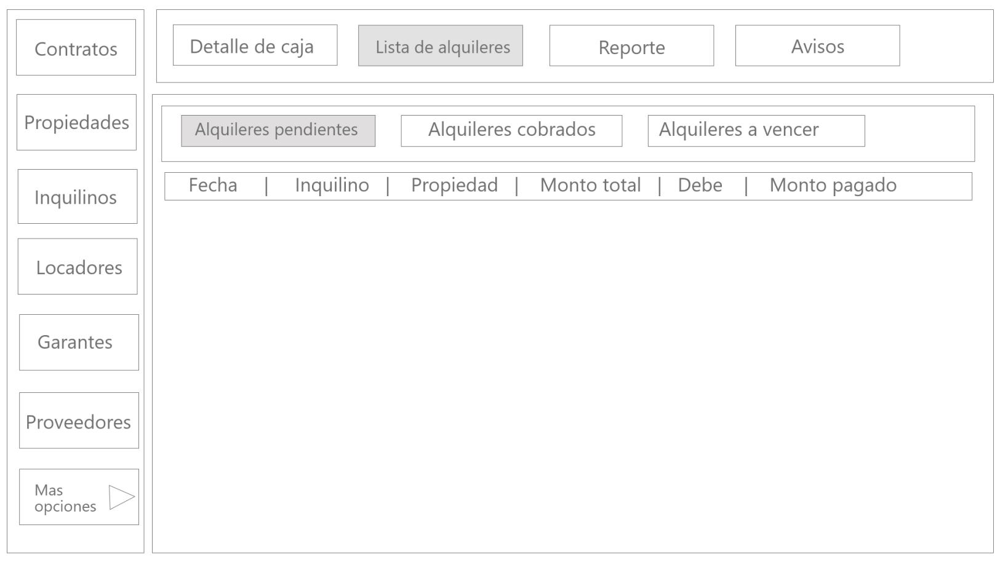 Contratos
Propiedades
Inquilinos
Locadores
Garantes
Proveedores
Mas
opciones
Detalle de caja
Lista de alquileres
Reporte
Avisos
Alquileres pendientes
Alquileres cobrados
Alquileres a vencer
Fecha | Inquilino | Propiedad | Monto total | Debe | Monto pagado